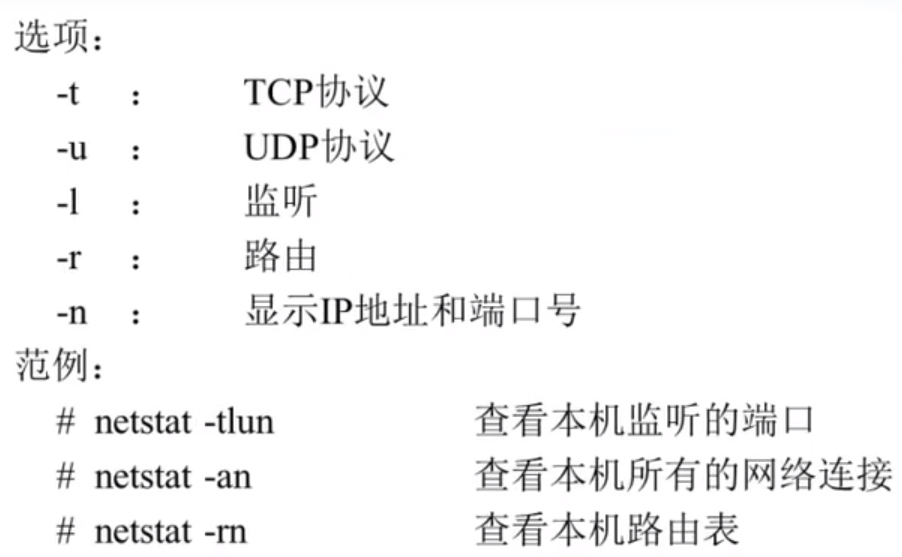 选项：
-t ： TCP协议
-u ： UDP协议
-l ： 监听
-r ： 路由
-n ： 显示IP地址和端口号
范例：
# netstat -tlun 查看本机监听的端口
# netstat -an 查看本机所有的网络连接
# netstat -rn 查看本机路由表